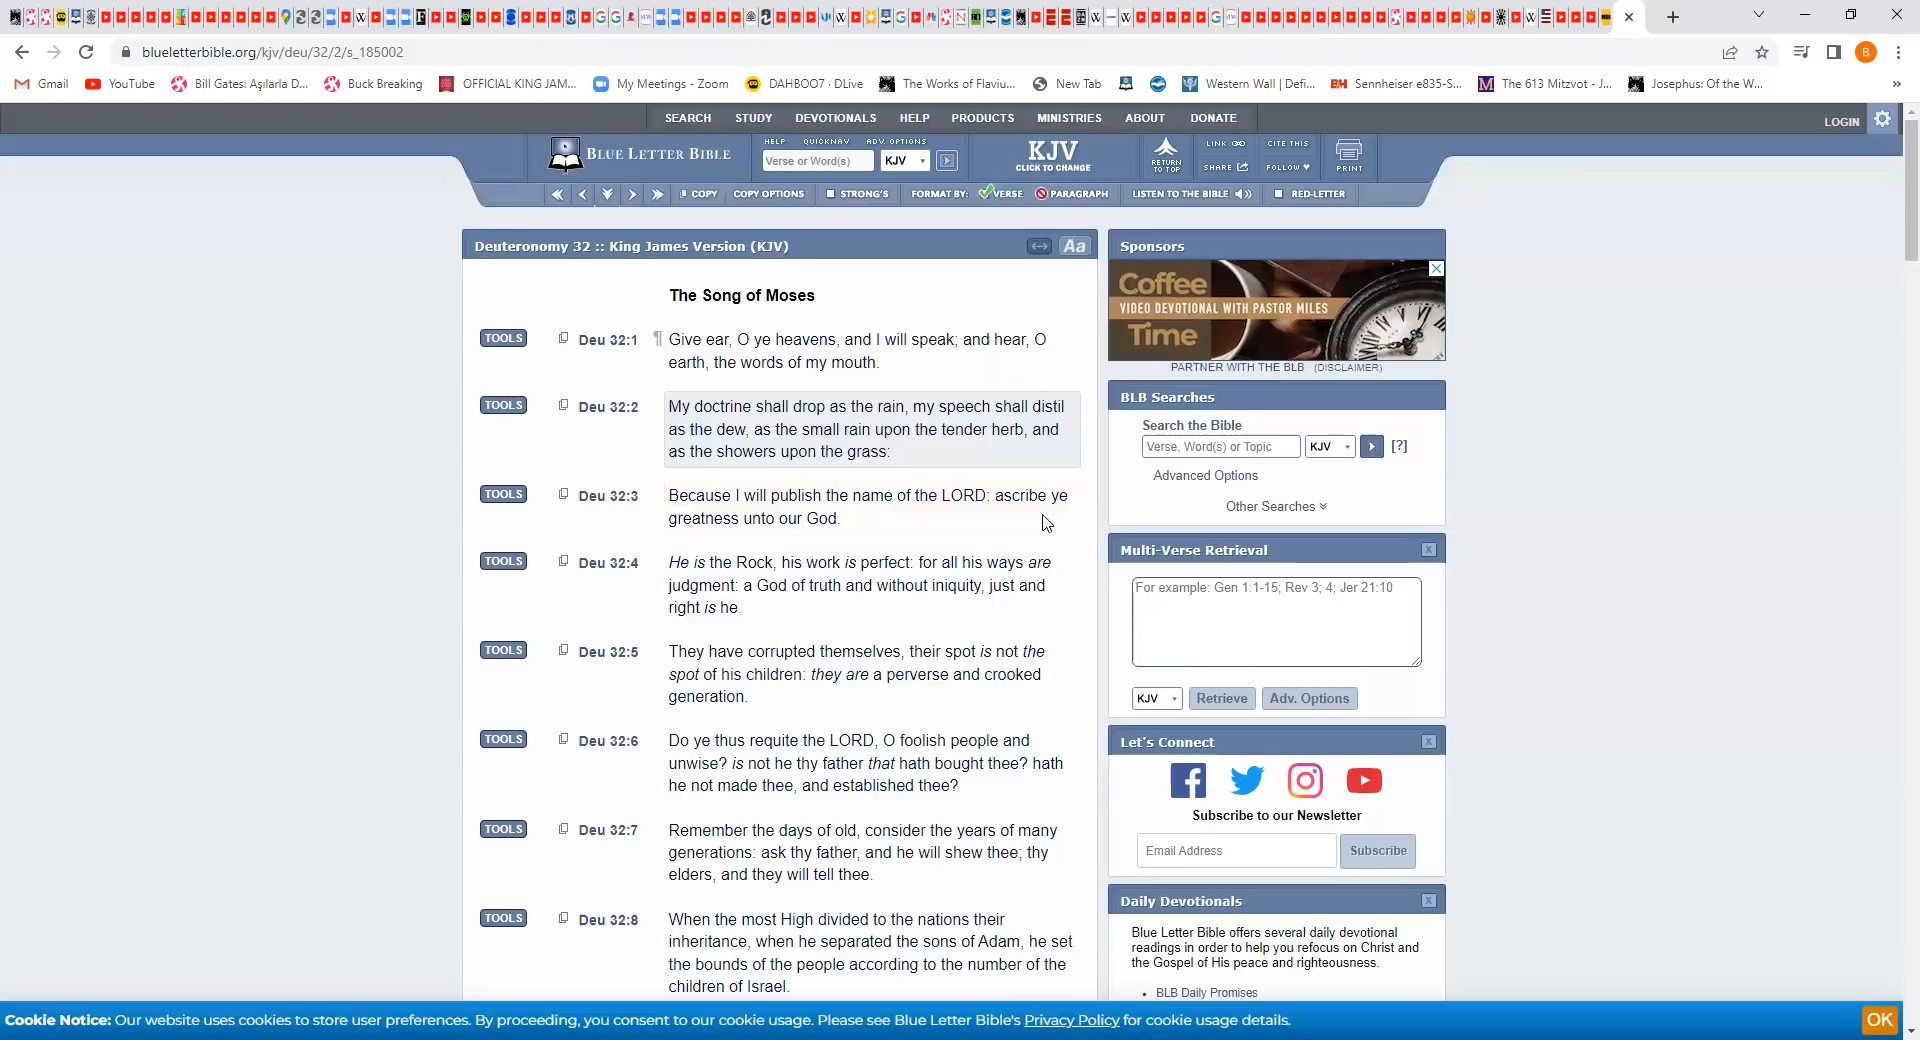 blueletterbible.org/kjv/deu/32/2/s_185002
B
Gmail
YouTube
Bill Gates: Aşılarla D...
Buck Breaking
OFFICIAL KING JAM...
My Meetings - Zoom
DAHBOO7 · DLive
The Works of Flaviu...
New Tab
Western Wall | Defi...
Sennheiser e835-S...
The 613 Mitzvot - J...
Josephus: Of the W...
»
SEARCH STUDY DEVOTIONALS HELP PRODUCTS MINISTRIES ABOUT DONATE
LOGIN
BLUE LETTER BIBLE
HELP QUICKNAV ADV. OPTIONS
Verse or Word(s) KJV
KJV
CLICK TO CHANGE
RETURN
TO TOP
LINK
CITE THIS
SHARE
FOLLOW
PRINT
COPY COPY OPTIONS STRONG'S FORMAT BY: VERSE PARAGRAPH LISTEN TO THE BIBLE RED-LETTER
Deuteronomy 32 :: King James Version (KJV) Aa
The Song of Moses
TOOLS Deu 32:1 ¶ Give ear, O ye heavens, and I will speak; and hear, O
earth, the words of my mouth.
TOOLS Deu 32:2 My doctrine shall drop as the rain, my speech shall distil
as the dew, as the small rain upon the tender herb, and
as the showers upon the grass:
TOOLS Deu 32:3 Because I will publish the name of the LORD: ascribe ye
greatness unto our God.
TOOLS Deu 32:4 He is the Rock, his work is perfect: for all his ways are
judgment: a God of truth and without iniquity, just and
right is he.
TOOLS Deu 32:5 They have corrupted themselves, their spot is not the
spot of his children: they are a perverse and crooked
generation.
TOOLS Deu 32:6 Do ye thus requite the LORD, O foolish people and
unwise? is not he thy father that hath bought thee? hath
he not made thee, and established thee?
TOOLS Deu 32:7 Remember the days of old, consider the years of many
generations: ask thy father, and he will shew thee; thy
elders, and they will tell thee.
TOOLS Deu 32:8 When the most High divided to the nations their
inheritance, when he separated the sons of Adam, he set
the bounds of the people according to the number of the
children of Israel.
Sponsors
Coffee
VIDEO DEVOTIONAL WITH PASTOR MILES
Time
PARTNER WITH THE BLB (DISCLAIMER)
BLB Searches
Search the Bible
Verse, Word(s) or Topic KJV [?]
Advanced Options
Other Searches
Multi-Verse Retrieval X
For example: Gen 1:1-15; Rev 3; 4; Jer 21:10
KJV Retrieve Adv. Options
Let's Connect X
Subscribe to our Newsletter
Email Address Subscribe
Daily Devotionals X
Blue Letter Bible offers several daily devotional
readings in order to help you refocus on Christ and
the Gospel of His peace and righteousness.
• BLB Daily Promises
Cookie Notice: Our website uses cookies to store user preferences. By proceeding, you consent to our cookie usage. Please see Blue Letter Bible's Privacy Policy for cookie usage details.
OK